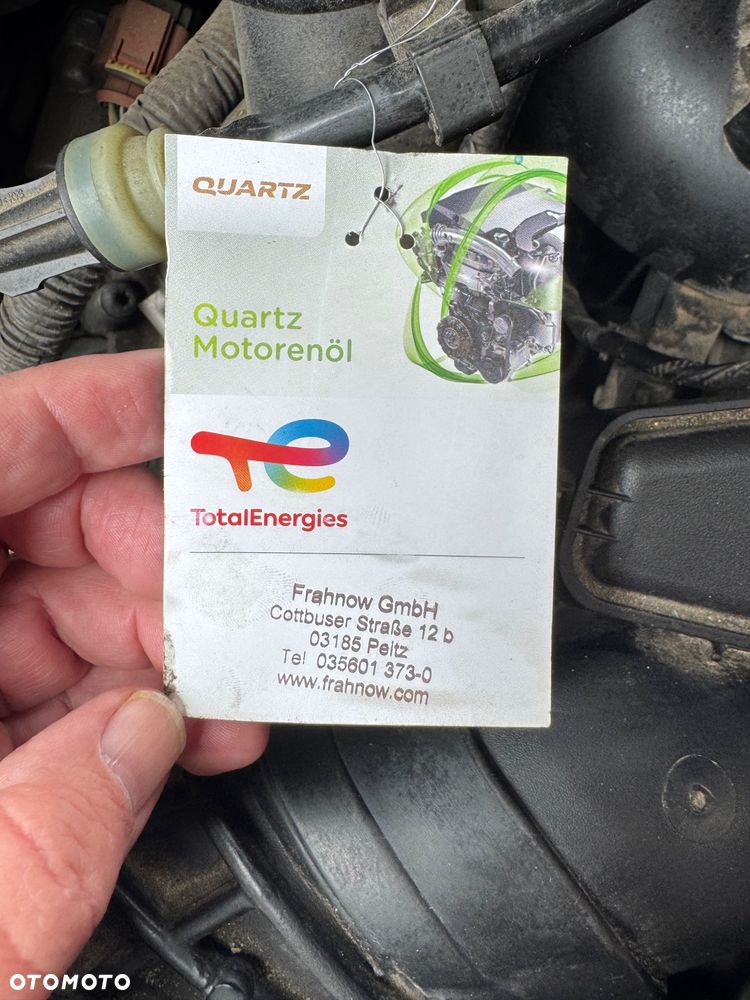 QUARTZ
Quartz
Motorenöl
TotalEnergies
Frahnow GmbH
Cottbuser Straße 12 b
03185 Peitz
Tel 035601 373-0
www.frahnow.com
OTOMOTO